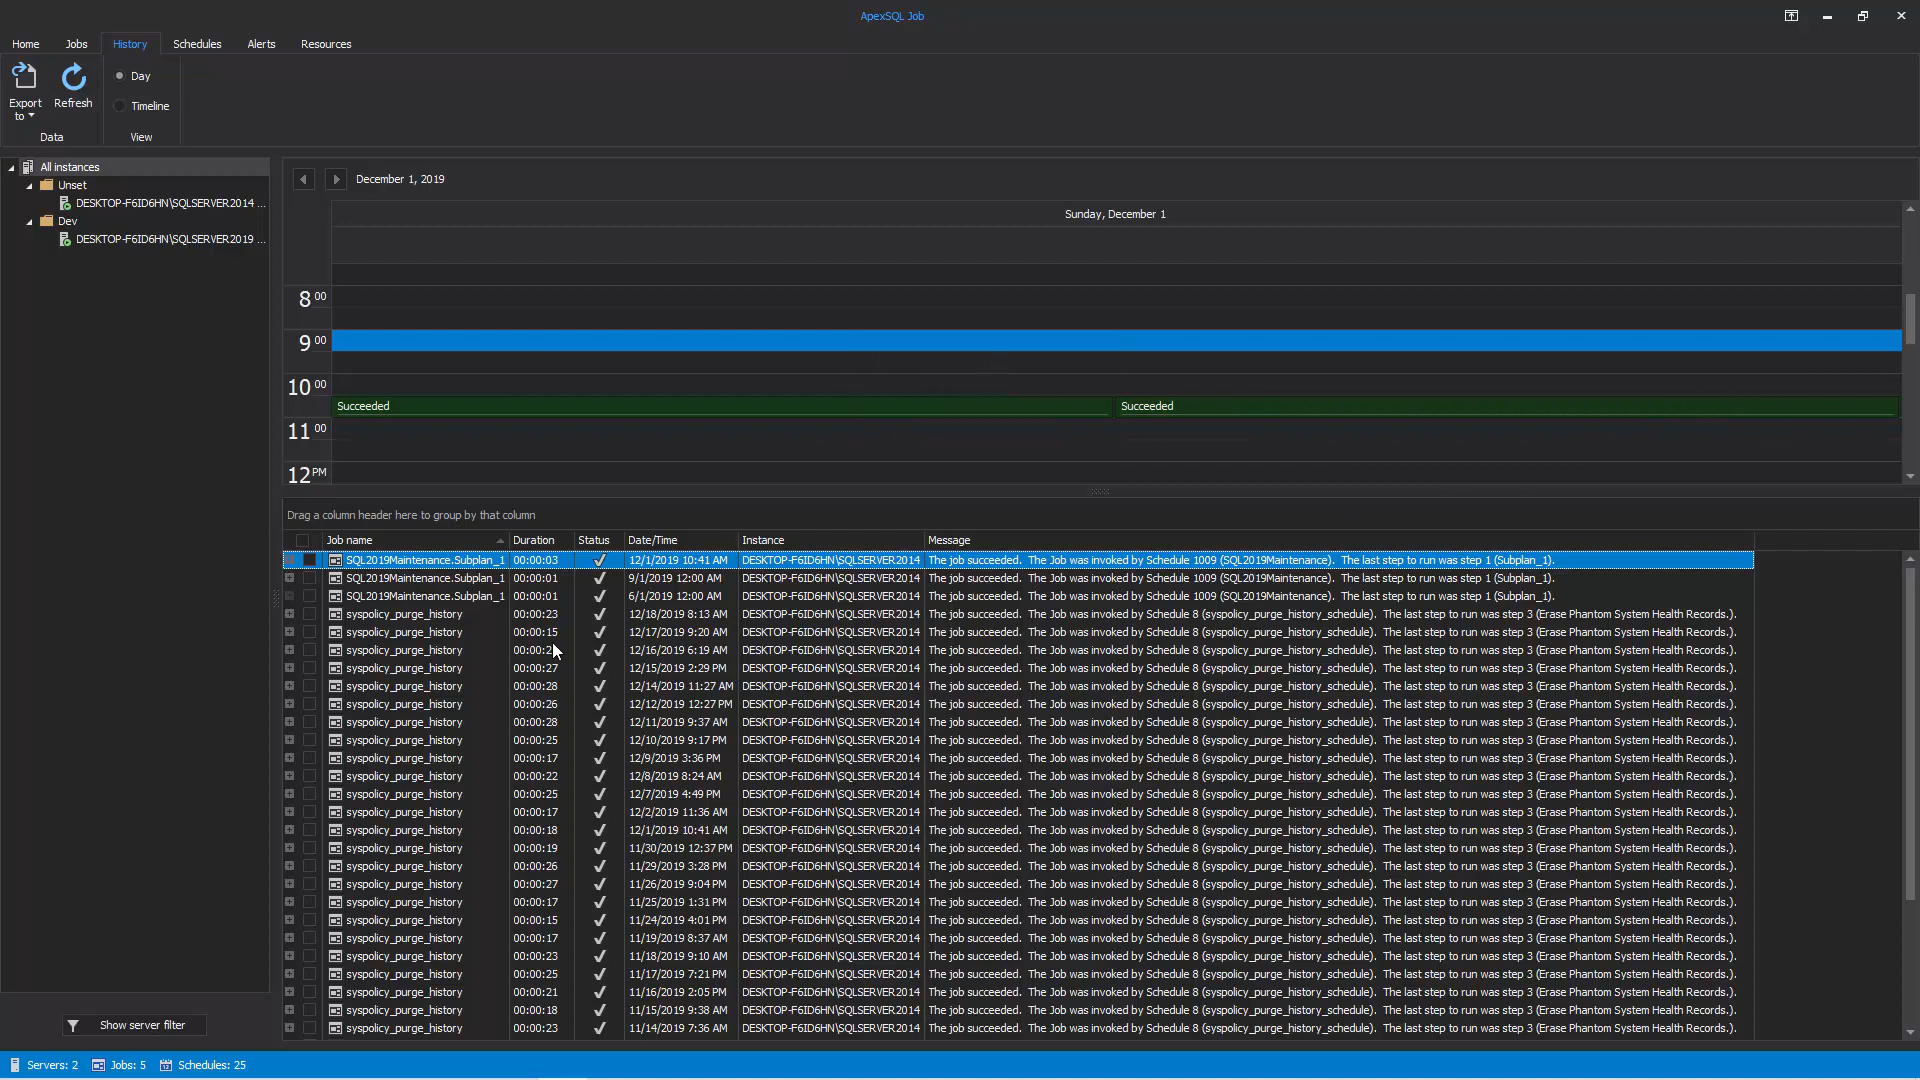 ApexSQL Job
Home Jobs History Schedules Alerts Resources
Export to Refresh
Day
Timeline
Data View
All instances
Unset
DESKTOP-F6ID6HN\SQLSERVER2014 ...
Dev
DESKTOP-F6ID6HN\SQLSERVER2019 ...
Show server filter
December 1, 2019
Sunday, December 1
8 00
9 00
10 00
Succeeded Succeeded
11 00
12 PM
Drag a column header here to group by that column
Job name Duration Status Date/Time Instance Message
SQL2019Maintenance.Subplan_1 00:00:03 12/1/2019 10:41 AM DESKTOP-F6ID6HN\SQLSERVER2014 The job succeeded. The Job was invoked by Schedule 1009 (SQL2019Maintenance). The last step to run was step 1 (Subplan_1).
SQL2019Maintenance.Subplan_1 00:00:01 9/1/2019 12:00 AM DESKTOP-F6ID6HN\SQLSERVER2014 The job succeeded. The Job was invoked by Schedule 1009 (SQL2019Maintenance). The last step to run was step 1 (Subplan_1).
SQL2019Maintenance.Subplan_1 00:00:01 6/1/2019 12:00 AM DESKTOP-F6ID6HN\SQLSERVER2014 The job succeeded. The Job was invoked by Schedule 1009 (SQL2019Maintenance). The last step to run was step 1 (Subplan_1).
syspolicy_purge_history 00:00:23 12/18/2019 8:13 AM DESKTOP-F6ID6HN\SQLSERVER2014 The job succeeded. The Job was invoked by Schedule 8 (syspolicy_purge_history_schedule). The last step to run was step 3 (Erase Phantom System Health Records.).
syspolicy_purge_history 00:00:15 12/17/2019 9:20 AM DESKTOP-F6ID6HN\SQLSERVER2014 The job succeeded. The Job was invoked by Schedule 8 (syspolicy_purge_history_schedule). The last step to run was step 3 (Erase Phantom System Health Records.).
syspolicy_purge_history 12/16/2019 6:19 AM DESKTOP-F6ID6HN\SQLSERVER2014 The job succeeded. The Job was invoked by Schedule 8 (syspolicy_purge_history_schedule). The last step to run was step 3 (Erase Phantom System Health Records.).
syspolicy_purge_history 00:00:27 12/15/2019 2:29 PM DESKTOP-F6ID6HN\SQLSERVER2014 The job succeeded. The Job was invoked by Schedule 8 (syspolicy_purge_history_schedule). The last step to run was step 3 (Erase Phantom System Health Records.).
syspolicy_purge_history 00:00:28 12/14/2019 11:27 AM DESKTOP-F6ID6HN\SQLSERVER2014 The job succeeded. The Job was invoked by Schedule 8 (syspolicy_purge_history_schedule). The last step to run was step 3 (Erase Phantom System Health Records.).
syspolicy_purge_history 00:00:26 12/12/2019 12:27 PM DESKTOP-F6ID6HN\SQLSERVER2014 The job succeeded. The Job was invoked by Schedule 8 (syspolicy_purge_history_schedule). The last step to run was step 3 (Erase Phantom System Health Records.).
syspolicy_purge_history 00:00:28 12/11/2019 9:37 AM DESKTOP-F6ID6HN\SQLSERVER2014 The job succeeded. The Job was invoked by Schedule 8 (syspolicy_purge_history_schedule). The last step to run was step 3 (Erase Phantom System Health Records.).
syspolicy_purge_history 00:00:25 12/10/2019 9:17 PM DESKTOP-F6ID6HN\SQLSERVER2014 The job succeeded. The Job was invoked by Schedule 8 (syspolicy_purge_history_schedule). The last step to run was step 3 (Erase Phantom System Health Records.).
syspolicy_purge_history 00:00:17 12/9/2019 3:36 PM DESKTOP-F6ID6HN\SQLSERVER2014 The job succeeded. The Job was invoked by Schedule 8 (syspolicy_purge_history_schedule). The last step to run was step 3 (Erase Phantom System Health Records.).
syspolicy_purge_history 00:00:22 12/8/2019 8:24 AM DESKTOP-F6ID6HN\SQLSERVER2014 The job succeeded. The Job was invoked by Schedule 8 (syspolicy_purge_history_schedule). The last step to run was step 3 (Erase Phantom System Health Records.).
syspolicy_purge_history 00:00:25 12/7/2019 4:49 PM DESKTOP-F6ID6HN\SQLSERVER2014 The job succeeded. The Job was invoked by Schedule 8 (syspolicy_purge_history_schedule). The last step to run was step 3 (Erase Phantom System Health Records.).
syspolicy_purge_history 00:00:17 12/2/2019 11:36 AM DESKTOP-F6ID6HN\SQLSERVER2014 The job succeeded. The Job was invoked by Schedule 8 (syspolicy_purge_history_schedule). The last step to run was step 3 (Erase Phantom System Health Records.).
syspolicy_purge_history 00:00:18 12/1/2019 10:41 AM DESKTOP-F6ID6HN\SQLSERVER2014 The job succeeded. The Job was invoked by Schedule 8 (syspolicy_purge_history_schedule). The last step to run was step 3 (Erase Phantom System Health Records.).
syspolicy_purge_history 00:00:19 11/30/2019 12:37 PM DESKTOP-F6ID6HN\SQLSERVER2014 The job succeeded. The Job was invoked by Schedule 8 (syspolicy_purge_history_schedule). The last step to run was step 3 (Erase Phantom System Health Records.).
syspolicy_purge_history 00:00:26 11/29/2019 3:28 PM DESKTOP-F6ID6HN\SQLSERVER2014 The job succeeded. The Job was invoked by Schedule 8 (syspolicy_purge_history_schedule). The last step to run was step 3 (Erase Phantom System Health Records.).
syspolicy_purge_history 00:00:27 11/26/2019 9:04 PM DESKTOP-F6ID6HN\SQLSERVER2014 The job succeeded. The Job was invoked by Schedule 8 (syspolicy_purge_history_schedule). The last step to run was step 3 (Erase Phantom System Health Records.).
syspolicy_purge_history 00:00:17 11/25/2019 1:31 PM DESKTOP-F6ID6HN\SQLSERVER2014 The job succeeded. The Job was invoked by Schedule 8 (syspolicy_purge_history_schedule). The last step to run was step 3 (Erase Phantom System Health Records.).
syspolicy_purge_history 00:00:15 11/24/2019 4:01 PM DESKTOP-F6ID6HN\SQLSERVER2014 The job succeeded. The Job was invoked by Schedule 8 (syspolicy_purge_history_schedule). The last step to run was step 3 (Erase Phantom System Health Records.).
syspolicy_purge_history 00:00:17 11/19/2019 8:37 AM DESKTOP-F6ID6HN\SQLSERVER2014 The job succeeded. The Job was invoked by Schedule 8 (syspolicy_purge_history_schedule). The last step to run was step 3 (Erase Phantom System Health Records.).
syspolicy_purge_history 00:00:23 11/18/2019 9:10 AM DESKTOP-F6ID6HN\SQLSERVER2014 The job succeeded. The Job was invoked by Schedule 8 (syspolicy_purge_history_schedule). The last step to run was step 3 (Erase Phantom System Health Records.).
syspolicy_purge_history 00:00:25 11/17/2019 7:21 PM DESKTOP-F6ID6HN\SQLSERVER2014 The job succeeded. The Job was invoked by Schedule 8 (syspolicy_purge_history_schedule). The last step to run was step 3 (Erase Phantom System Health Records.).
syspolicy_purge_history 00:00:21 11/16/2019 2:05 PM DESKTOP-F6ID6HN\SQLSERVER2014 The job succeeded. The Job was invoked by Schedule 8 (syspolicy_purge_history_schedule). The last step to run was step 3 (Erase Phantom System Health Records.).
syspolicy_purge_history 00:00:18 11/15/2019 9:38 AM DESKTOP-F6ID6HN\SQLSERVER2014 The job succeeded. The Job was invoked by Schedule 8 (syspolicy_purge_history_schedule). The last step to run was step 3 (Erase Phantom System Health Records.).
syspolicy_purge_history 00:00:23 11/14/2019 7:36 AM DESKTOP-F6ID6HN\SQLSERVER2014 The job succeeded. The Job was invoked by Schedule 8 (syspolicy_purge_history_schedule). The last step to run was step 3 (Erase Phantom System Health Records.).
Servers: 2 Jobs: 5 Schedules: 25